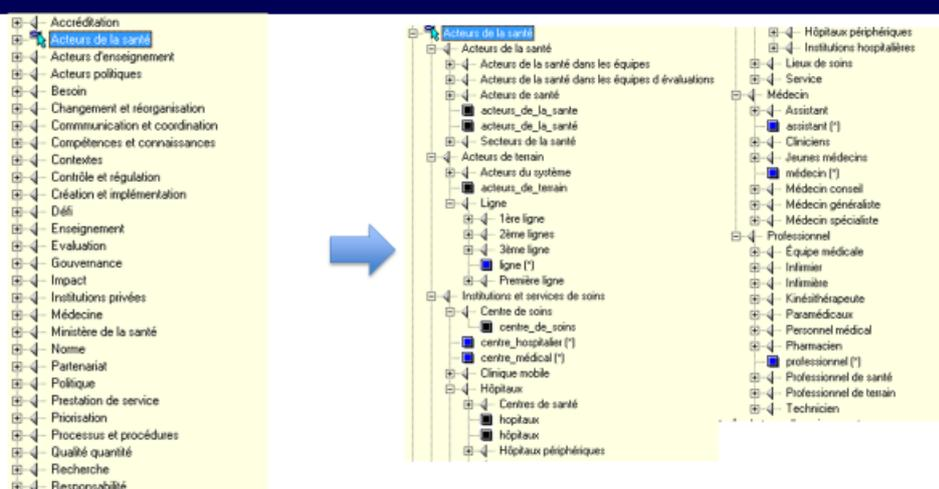 Accréditation
Acteurs de la santé
Acteurs d'enseignement
Acteurs politiques
Besoin
Changement et réorganisation
Commmunication et coordination
Compétences et connaissances
Contextes
Contrôle et régulation
Création et implémentation
Défi
Enseignement
Evaluation
Gouvernance
Impact
Institutions privées
Médecine
Ministère de la santé
Norme
Partenariat
Politique
Prestation de service
Priorisation
Processus et procédures
Qualité quantité
Recherche
Responsabilité
Acteurs de la santé
Acteurs de la santé
Acteurs de la santé dans les équipes
Acteurs de la santé dans les équipes d évaluations
Acteurs de santé
acteurs_de_la_sante
acteurs_de_la_santé
Secteurs de la santé
Acteurs de terrain
Acteurs du système
acteurs_de_terrain
Ligne
1ère ligne
2ème lignes
3ème ligne
ligne (*)
Première ligne
Institutions et services de soins
Centre de soins
centre_de_soins
centre_hospitalier (*)
centre_médical (*)
Clinique mobile
Hôpitaux
Centres de santé
hopitaux
hôpitaux
Hôpitaux périphériques
Hôpitaux périphériques
Institutions hospitalières
Lieux de soins
Service
Médecin
Assistant
assistant (*)
Cliniciens
Jeunes médecins
médecin (*)
Médecin conseil
Médecin généraliste
Médecin spécialiste
Professionnel
Équipe médicale
Infirmier
Infirmière
Kinésithérapeute
Paramédicaux
Personnel médical
Pharmacien
professionnel (*)
Professionnel de santé
Professionnel de terrain
Technicien